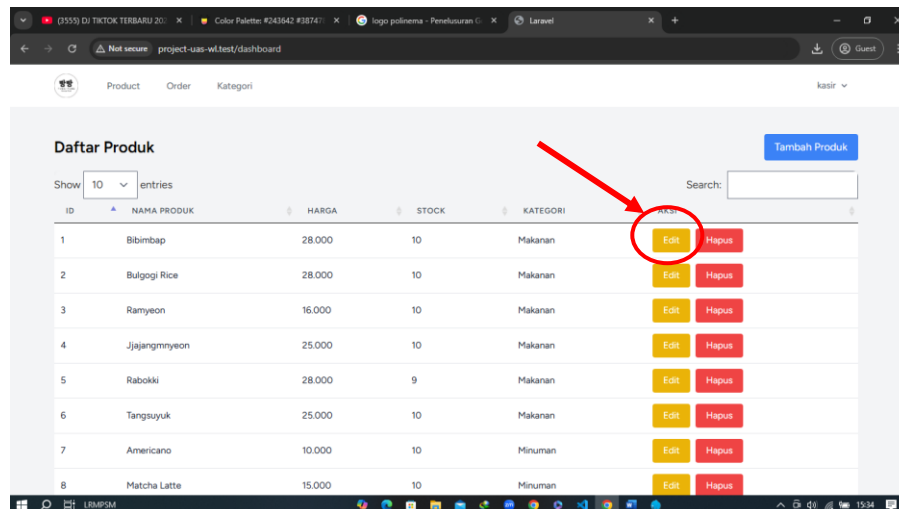 (3555) DJ TIKTOK TERBARU 202 Color Palette: #243642 #38747 logo polinema - Penelusuran G Laravel
Not secure project-uas-wl.test/dashboard Guest
Product Order Kategori kasir
Daftar Produk Tambah Produk
Show 10 entries Search:
ID NAMA PRODUK HARGA STOCK KATEGORI AKSI
1 Bibimbap 28.000 10 Makanan Edit Hapus
2 Bulgogi Rice 28.000 10 Makanan Edit Hapus
3 Ramyeon 16.000 10 Makanan Edit Hapus
4 Jjajangmnyeon 25.000 10 Makanan Edit Hapus
5 Rabokki 28.000 9 Makanan Edit Hapus
6 Tangsuyuk 25.000 10 Makanan Edit Hapus
7 Americano 10.000 10 Minuman Edit Hapus
8 Matcha Latte 15.000 10 Minuman Edit Hapus
LRMPSM 15:34